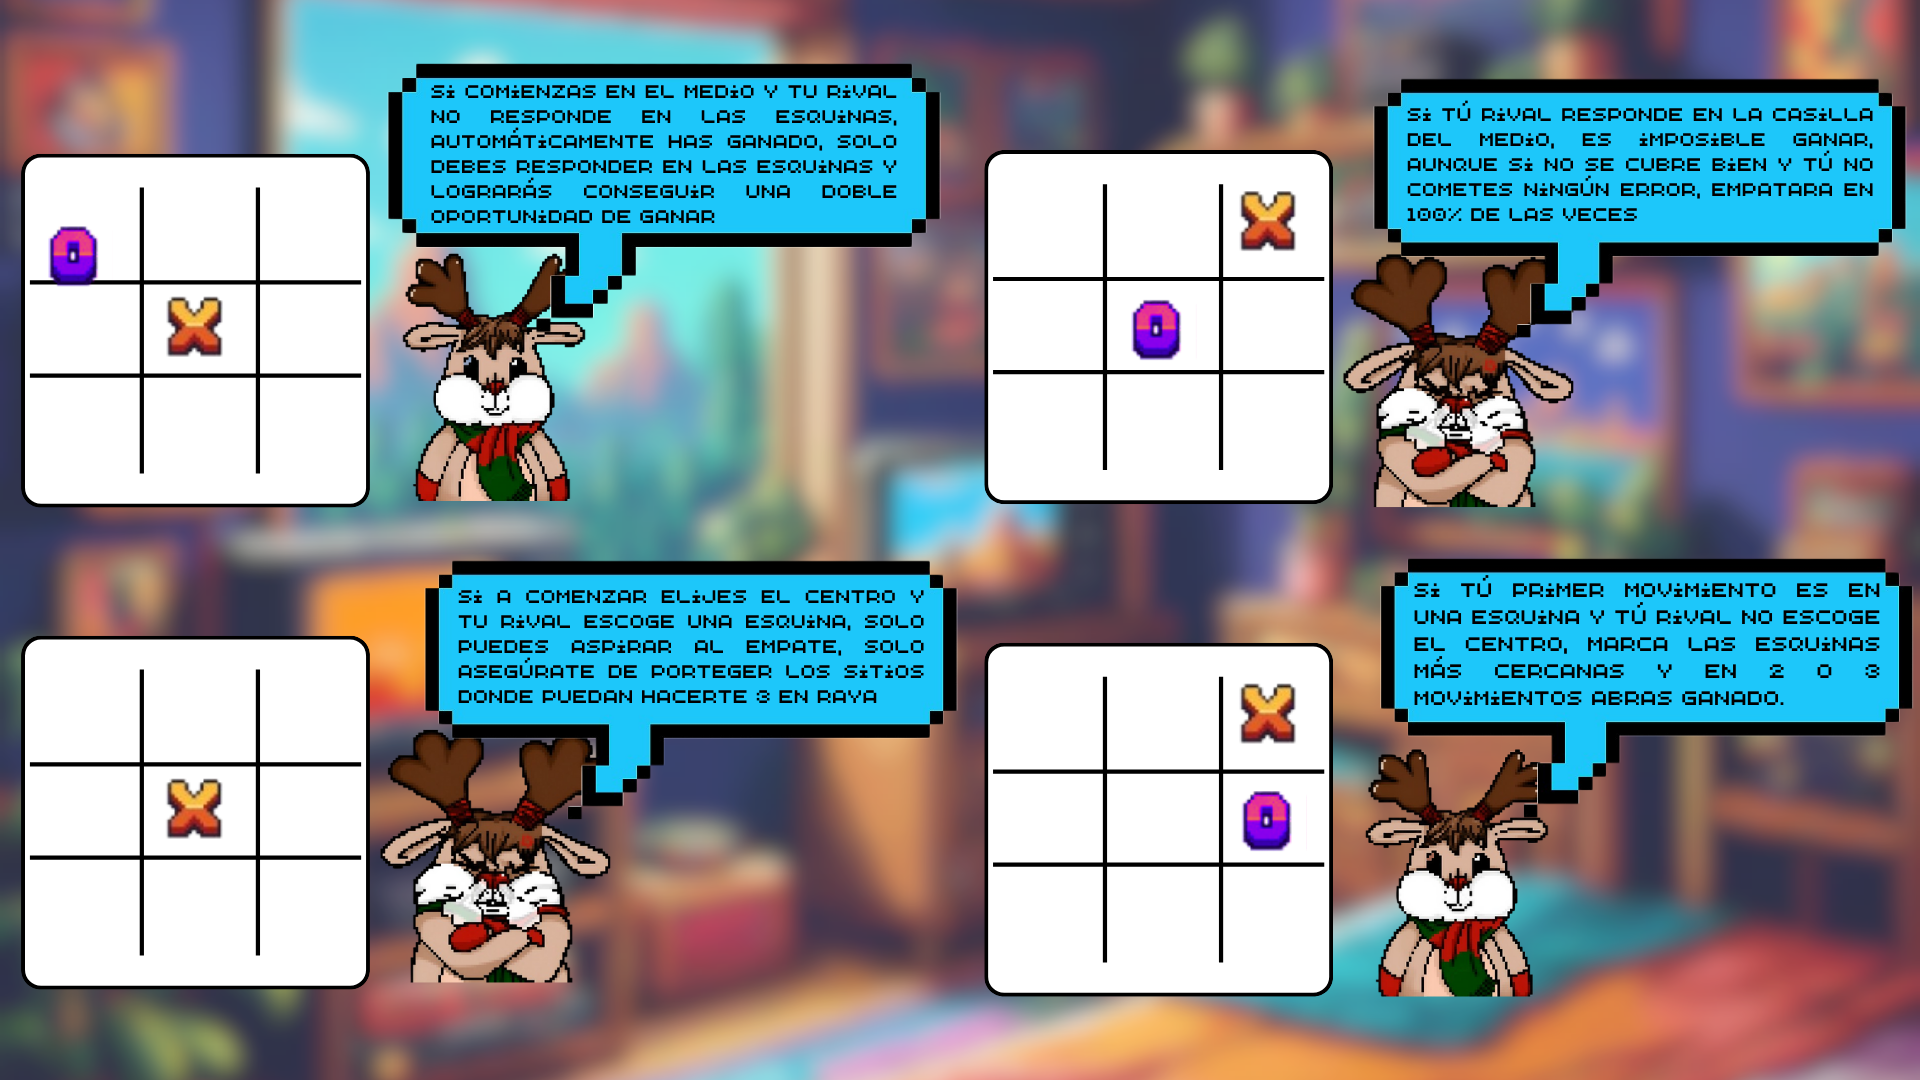 SI COMIENZAS EN EL MEDIO Y TU RIVAL
NO RESPONDE EN LAS ESQUINAS,
AUTOMÁTICAMENTE HAS GANADO, SOLO
DEBES RESPONDER EN LAS ESQUINAS Y
LOGRARÁS CONSEGUIR UNA DOBLE
OPORTUNIDAD DE GANAR
O
X
SI TÚ RIVAL RESPONDE EN LA CASILLA
DEL MEDIO, ES IMPOSIBLE GANAR,
AUNQUE SI NO SE CUBRE BIEN Y TÚ NO
COMETES NINGÚN ERROR, EMPATARA EN
100% DE LAS VECES
X
O
SI A COMENZAR ELIJES EL CENTRO Y
TU RIVAL ESCOGE UNA ESQUINA, SOLO
PUEDES ASPIRAR AL EMPATE, SOLO
ASEGÚRATE DE PORTEGER LOS SITIOS
DONDE PUEDAN HACERTE 3 EN RAYA
X
SI TÚ PRIMER MOVIMIENTO ES EN
UNA ESQUINA Y TÚ RIVAL NO ESCOGE
EL CENTRO, MARCA LAS ESQUINAS
MÁS CERCANAS Y EN 2 O 3
MOVIMIENTOS ABRAS GANADO.
X
O